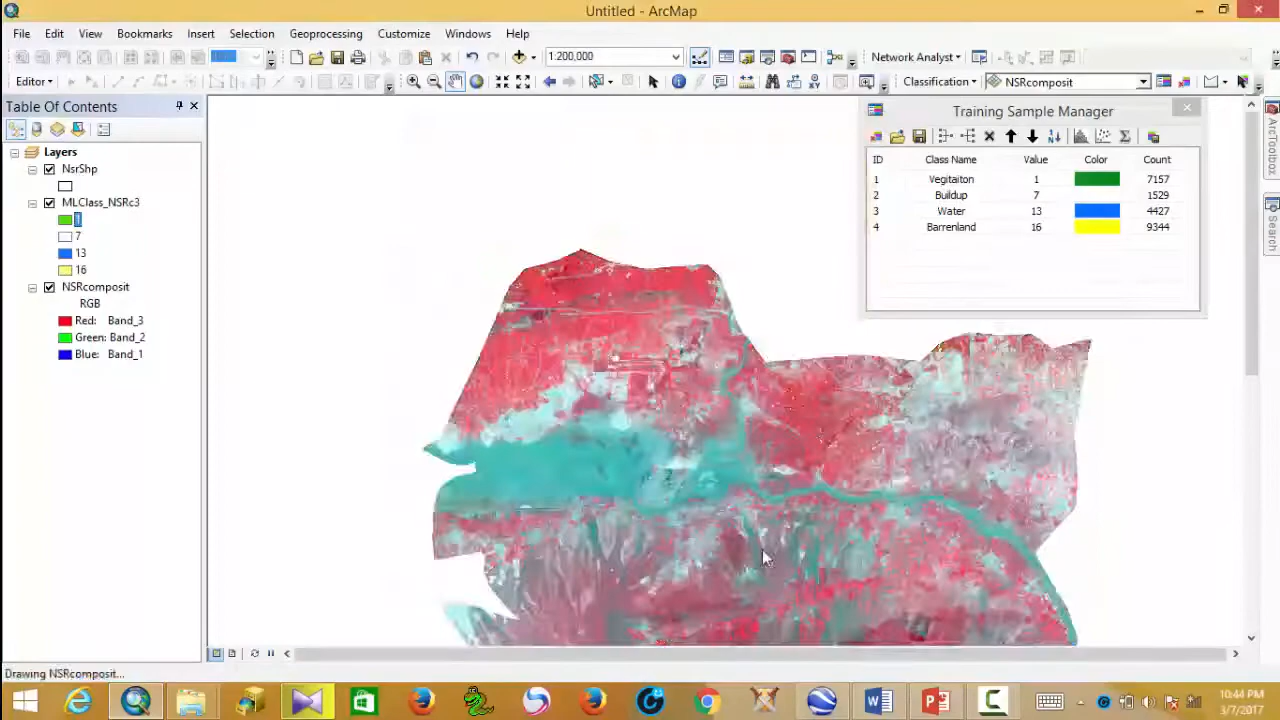 Untitled - ArcMap
File Edit View Bookmarks Insert Selection Geoprocessing Customize Windows Help
1:200,000 Network Analyst
Editor Classification NSRcomposit
Table Of Contents
Layers
NsrShp
MLClass_NSRc3
1
7
13
16
NSRcomposit
RGB
Red: Band_3
Green: Band_2
Blue: Band_1
Training Sample Manager
ID Class Name Value Color Count
1 Vegitaiton 1 7157
2 Buildup 7 1529
3 Water 13 4427
4 Barrenland 16 9344
ArcToolbox
Search
Drawing NSRcomposit...
10:44 PM
3/7/2017